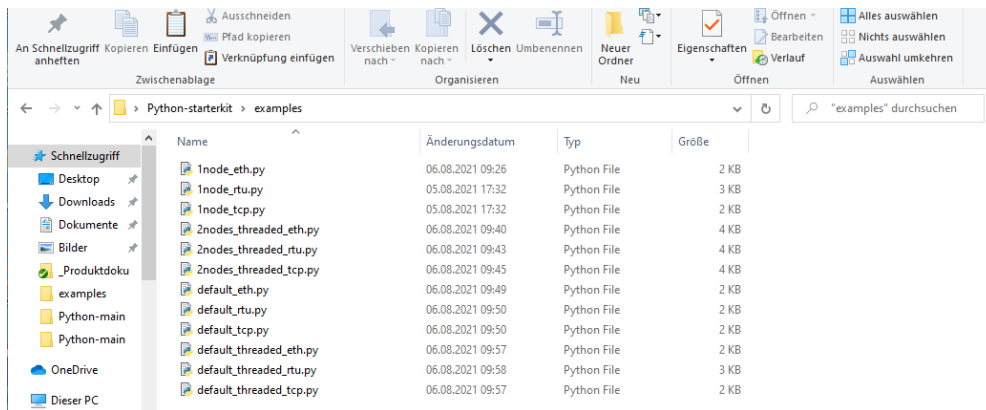 Ausschneiden
Pfad kopieren
Verknüpfung einfügen
An Schnellzugriff anheften
Kopieren
Einfügen
Zwischenablage
Verschieben nach
Kopieren nach
Löschen
Umbenennen
Organisieren
Neuer Ordner
Neu
Eigenschaften
Öffnen
Bearbeiten
Verlauf
Öffnen
Alles auswählen
Nichts auswählen
Auswahl umkehren
Auswählen
Python-starterkit > examples
"examples" durchsuchen
Schnellzugriff
Desktop
Downloads
Dokumente
Bilder
_Produktdoku
examples
Python-main
Python-main
OneDrive
Dieser PC
Name Änderungsdatum Typ Größe
1node_eth.py 06.08.2021 09:26 Python File 2 KB
1node_rtu.py 05.08.2021 17:32 Python File 3 KB
1node_tcp.py 05.08.2021 17:32 Python File 2 KB
2nodes_threaded_eth.py 06.08.2021 09:40 Python File 4 KB
2nodes_threaded_rtu.py 06.08.2021 09:43 Python File 4 KB
2nodes_threaded_tcp.py 06.08.2021 09:45 Python File 4 KB
default_eth.py 06.08.2021 09:49 Python File 2 KB
default_rtu.py 06.08.2021 09:50 Python File 2 KB
default_tcp.py 06.08.2021 09:50 Python File 2 KB
default_threaded_eth.py 06.08.2021 09:57 Python File 2 KB
default_threaded_rtu.py 06.08.2021 09:58 Python File 3 KB
default_threaded_tcp.py 06.08.2021 09:57 Python File 2 KB